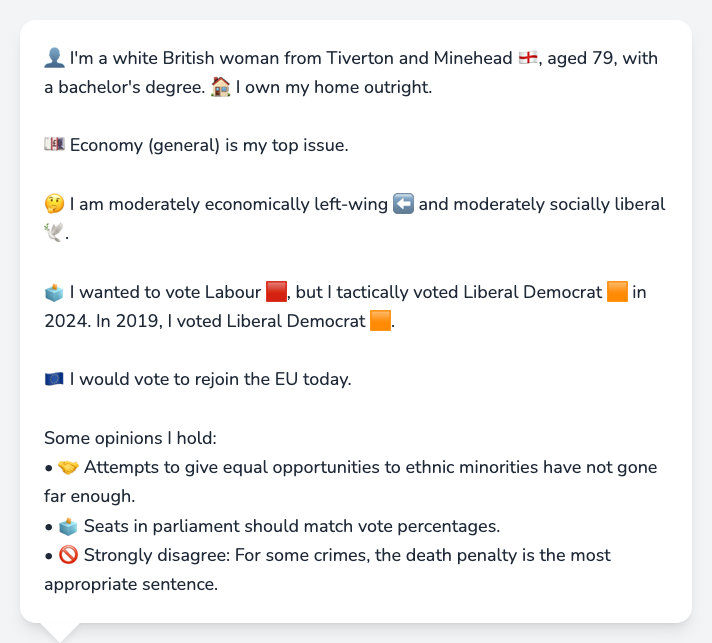 👤 I'm a white British woman from Tiverton and Minehead 🏴󠁧󠁢󠁥󠁮󠁧󠁿, aged 79, with
a bachelor's degree. 🏠 I own my home outright.
💷 Economy (general) is my top issue.
🤔 I am moderately economically left-wing ⬅️ and moderately socially liberal
🕊️.
🗳️ I wanted to vote Labour 🟥, but I tactically voted Liberal Democrat 🟧 in
2024. In 2019, I voted Liberal Democrat 🟧.
🇪🇺 I would vote to rejoin the EU today.
Some opinions I hold:
• 🤝 Attempts to give equal opportunities to ethnic minorities have not gone
far enough.
• 🗳️ Seats in parliament should match vote percentages.
• 🚫 Strongly disagree: For some crimes, the death penalty is the most
appropriate sentence.